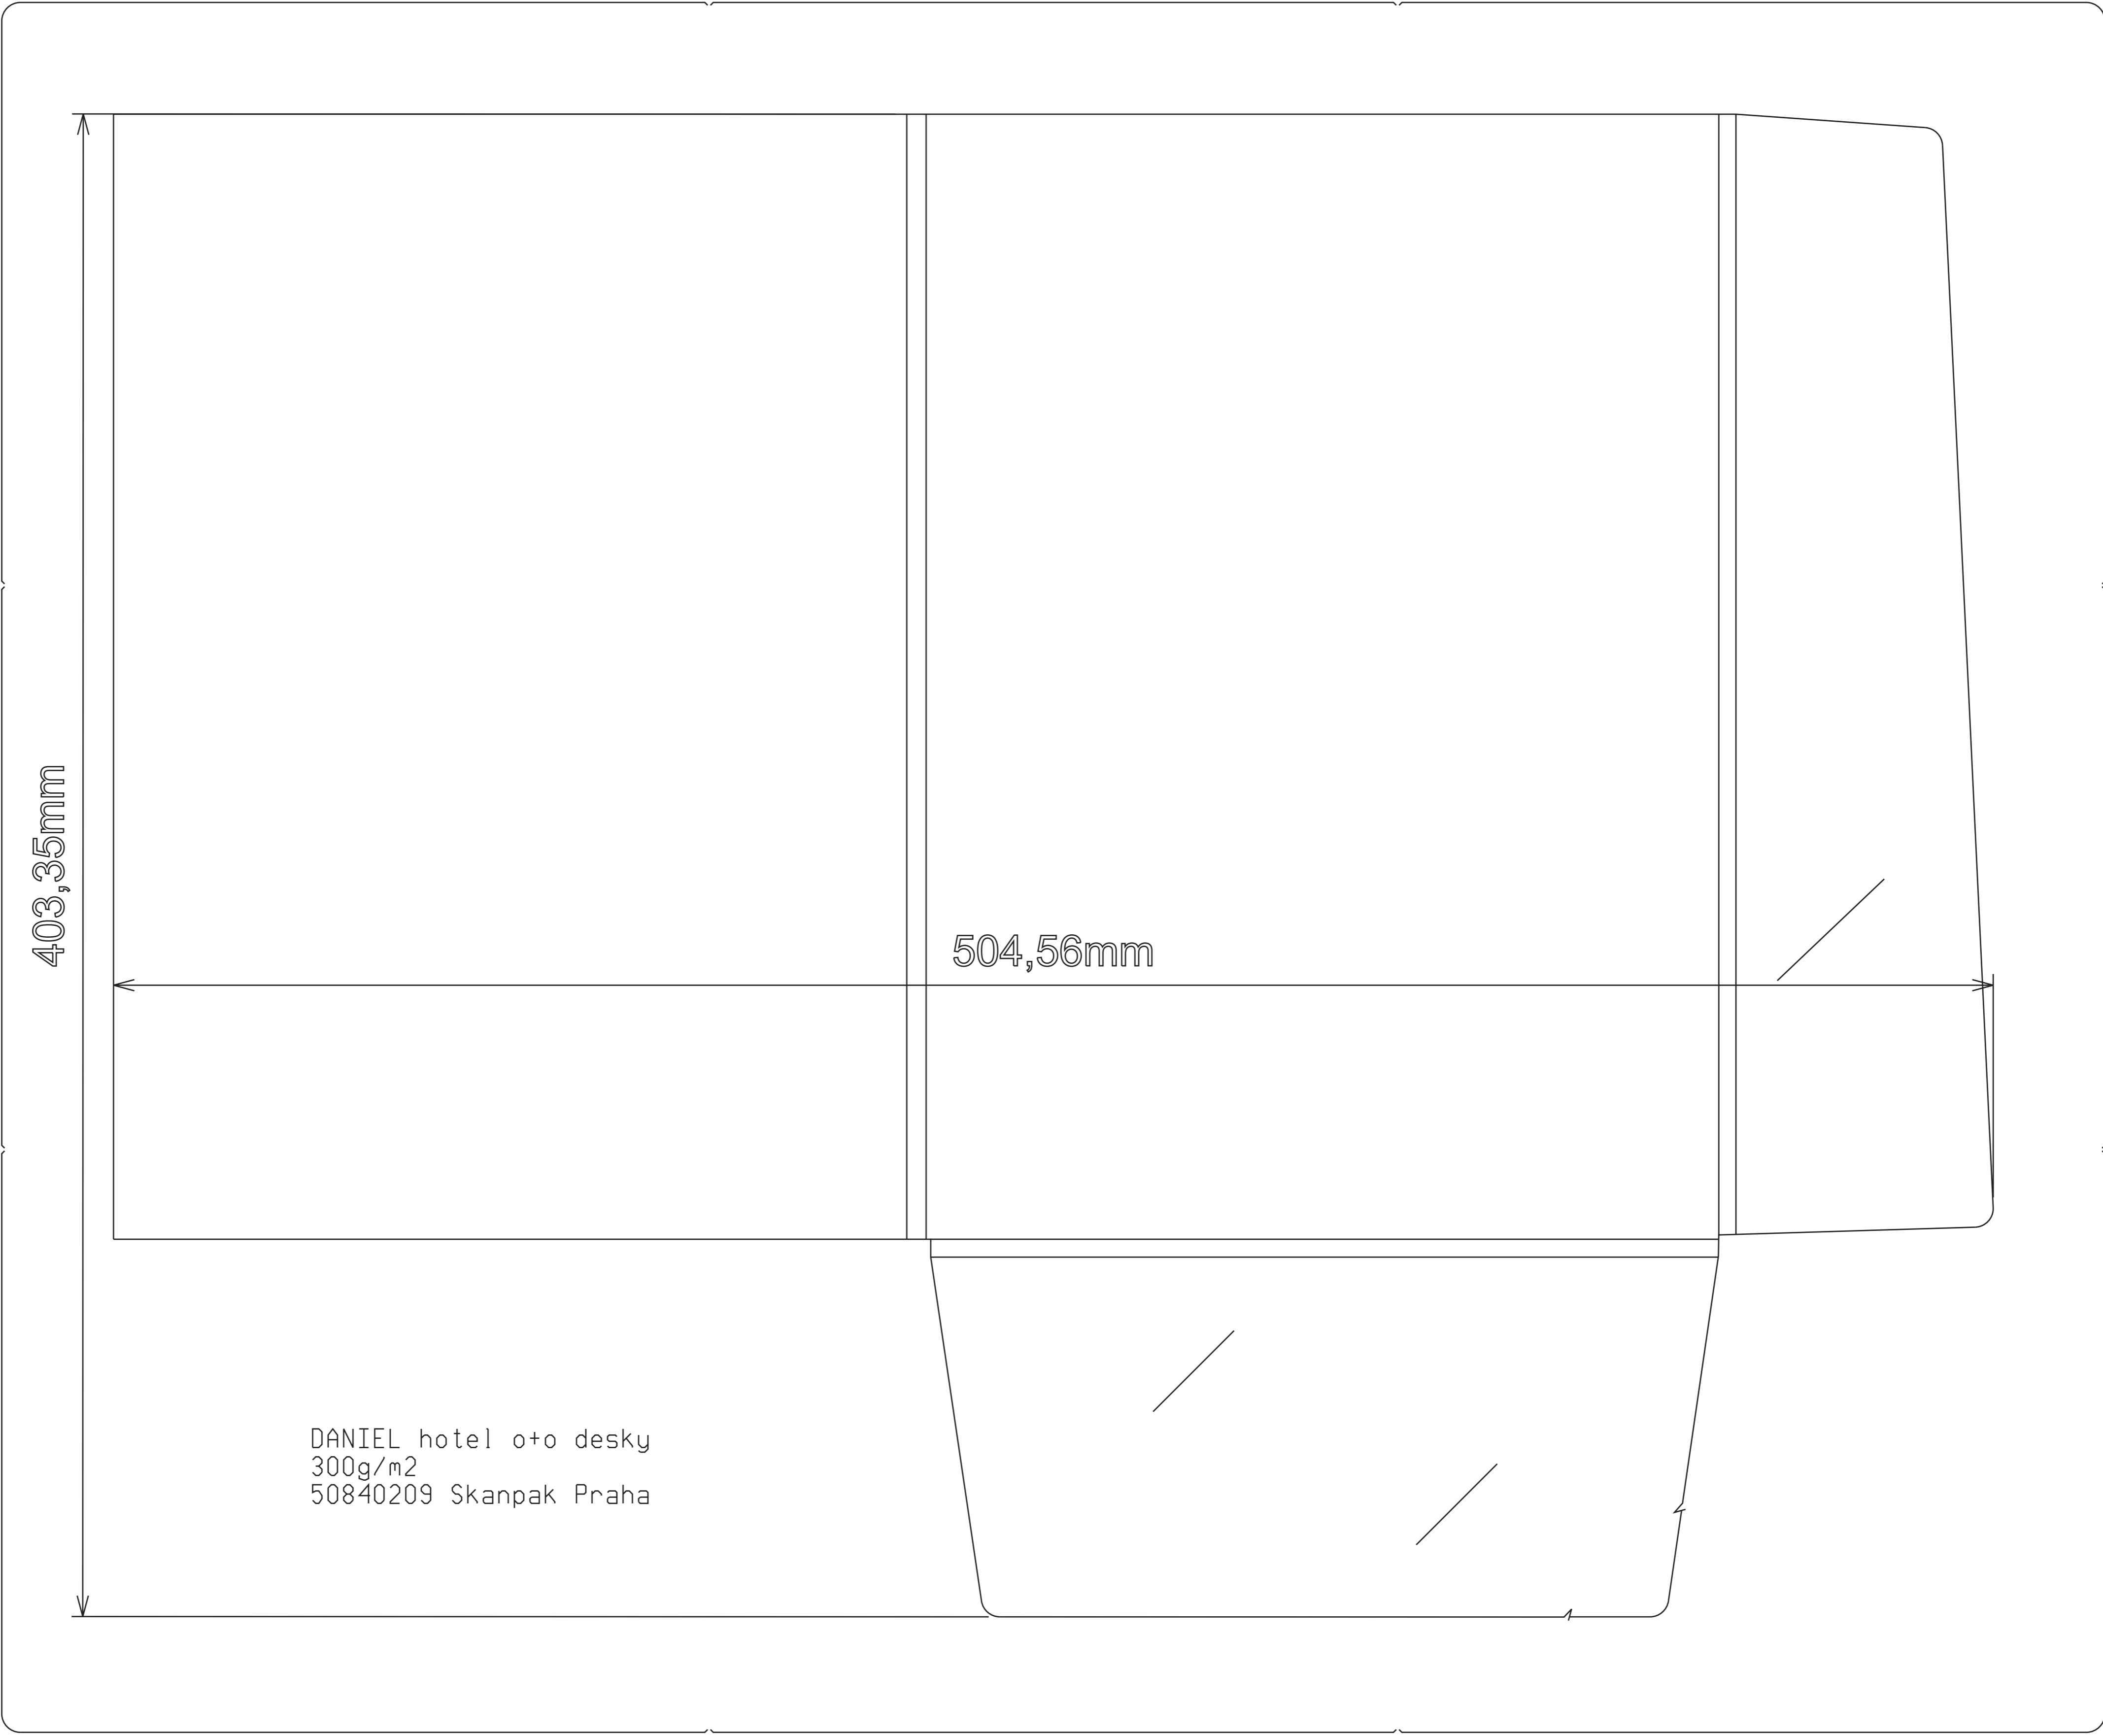 403,35mm
504,56mm
DANIEL hotel o+o desky
300g/m2
50840209 Skanpak Praha